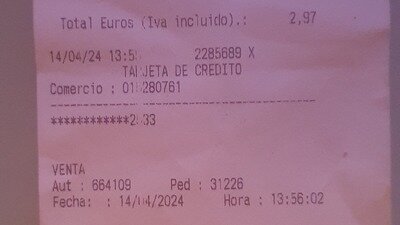 Total Euros (Iva incluido).: 2,97
14/04/24 13:5 2285689 X
TARJETA DE CREDITO
Comercio : 01 280761
--------------------------------
************2 33
VENTA
Aut : 664109 Ped : 31226
Fecha: 14/04/2024 Hora : 13:56:02